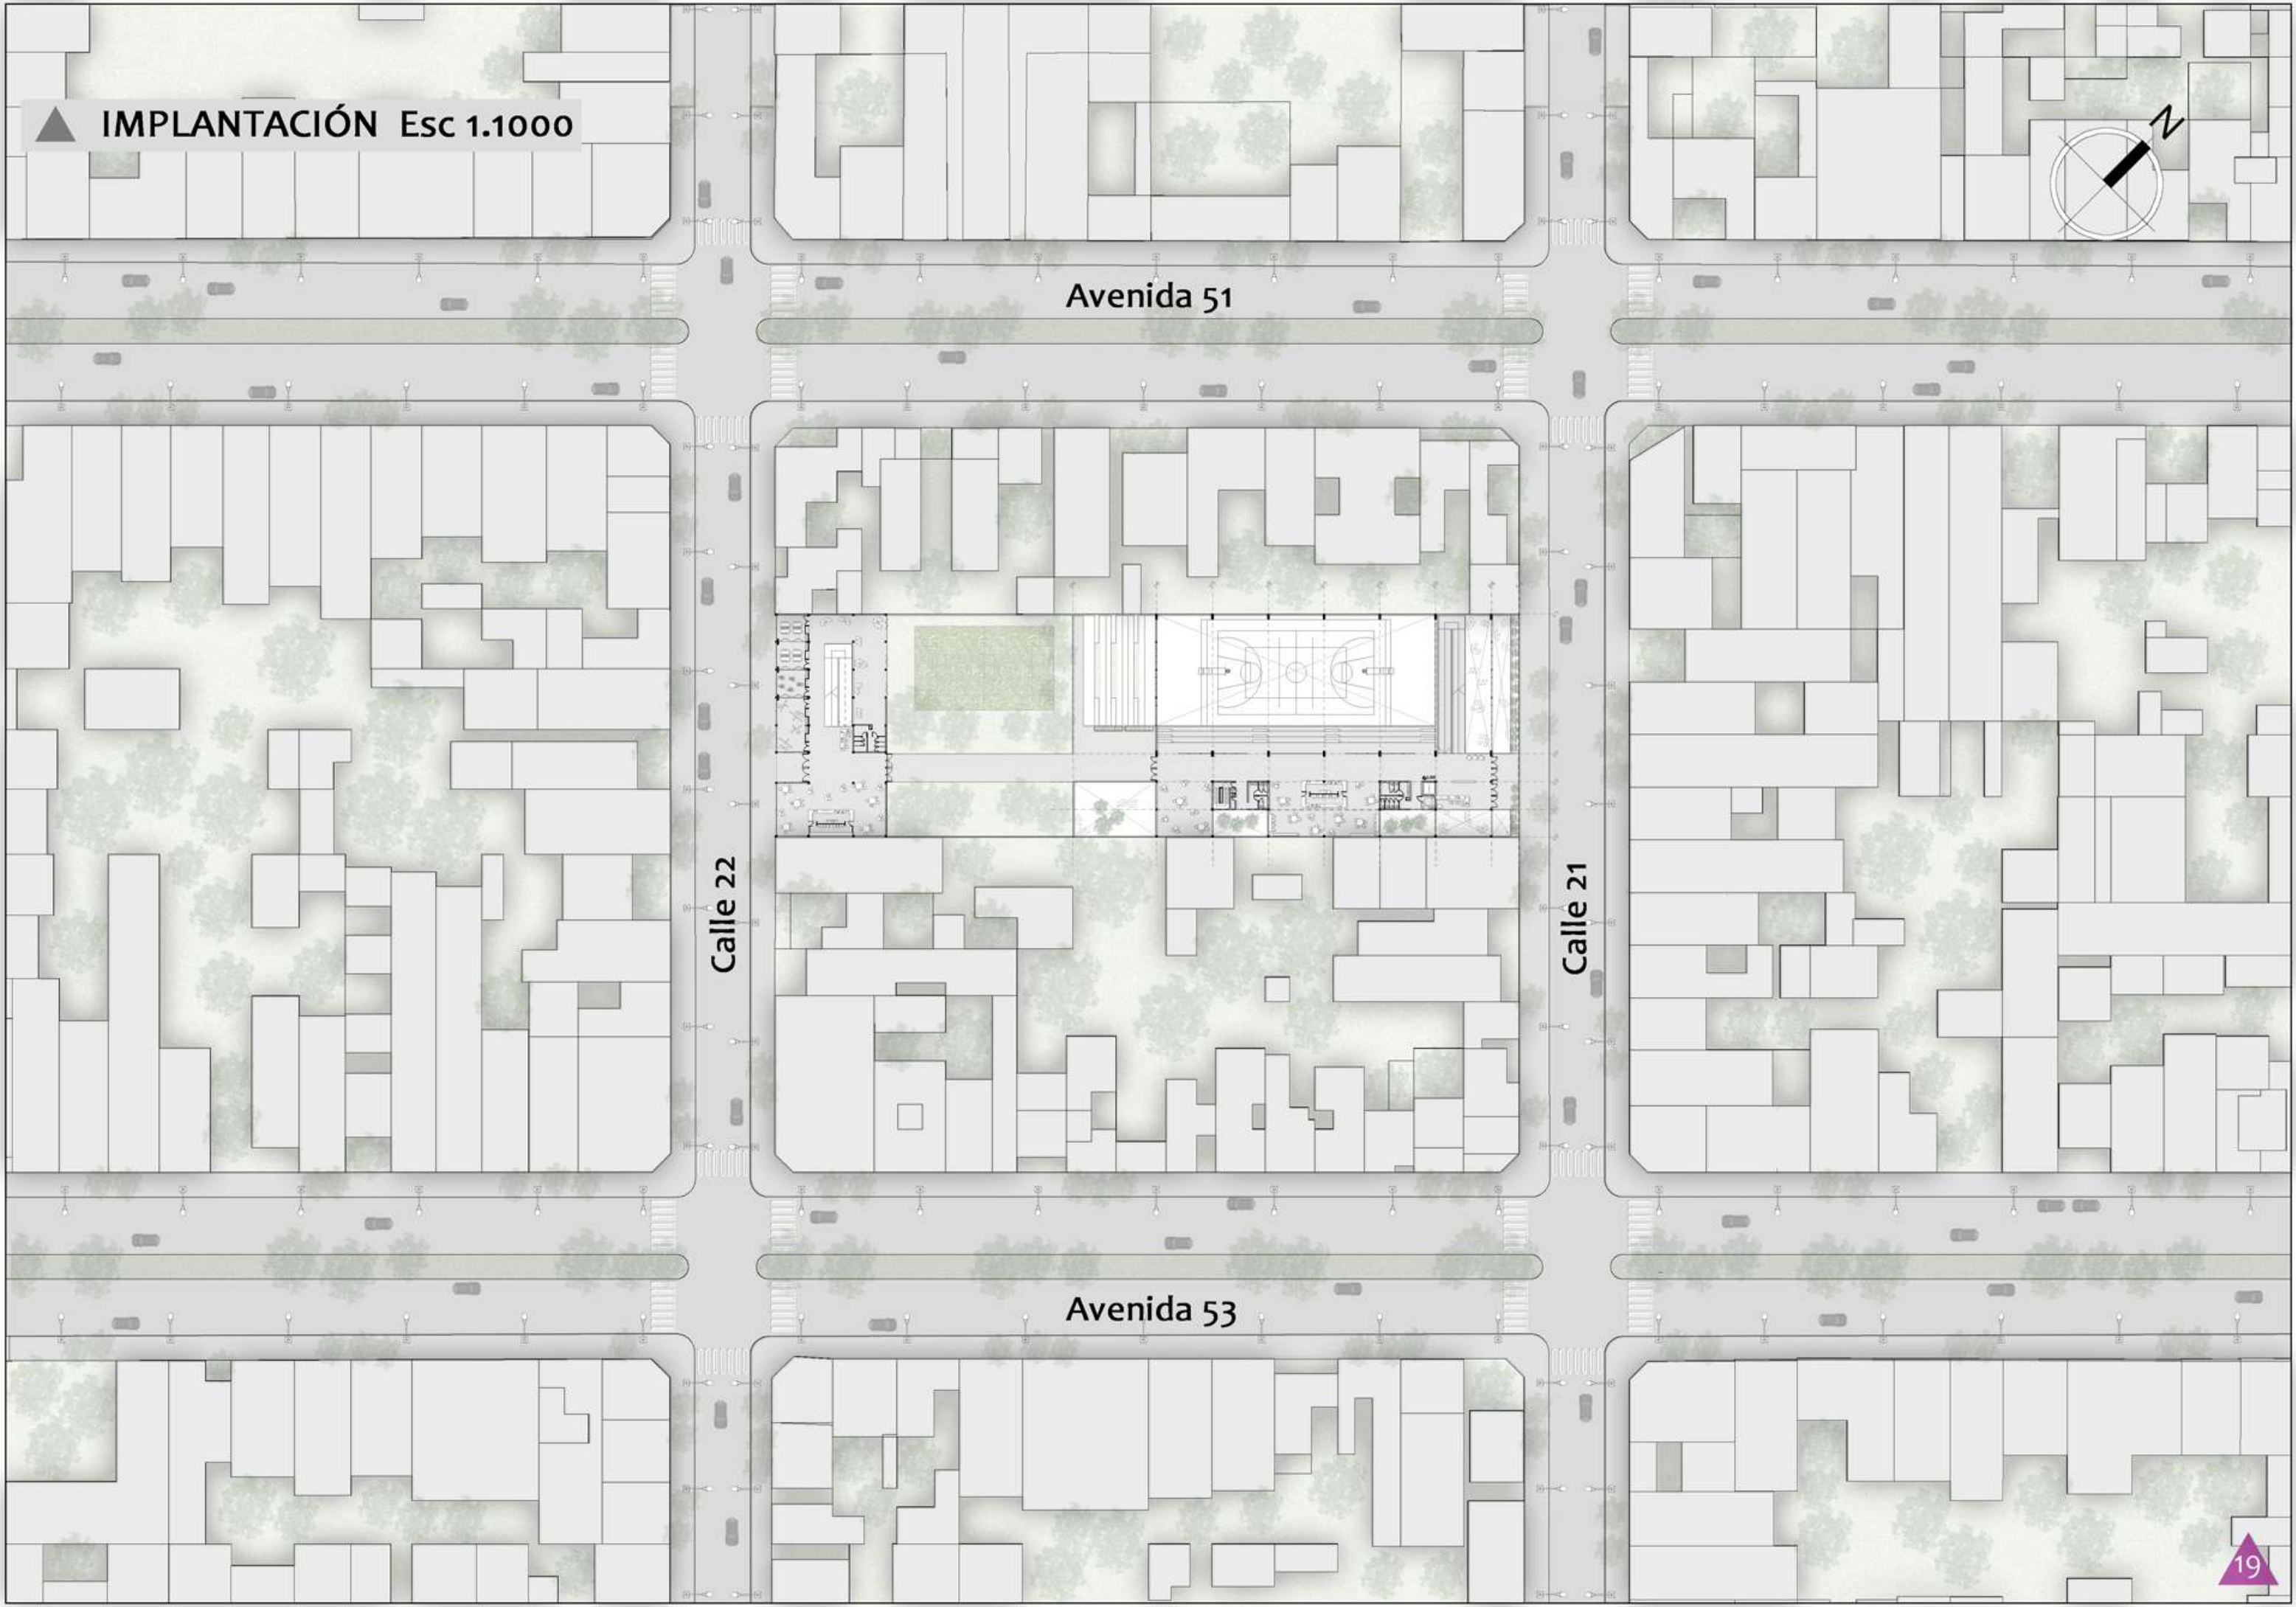 IMPLANTACIÓN Esc 1.1000
N
Avenida 51
Calle 22
Calle 21
Avenida 53
19